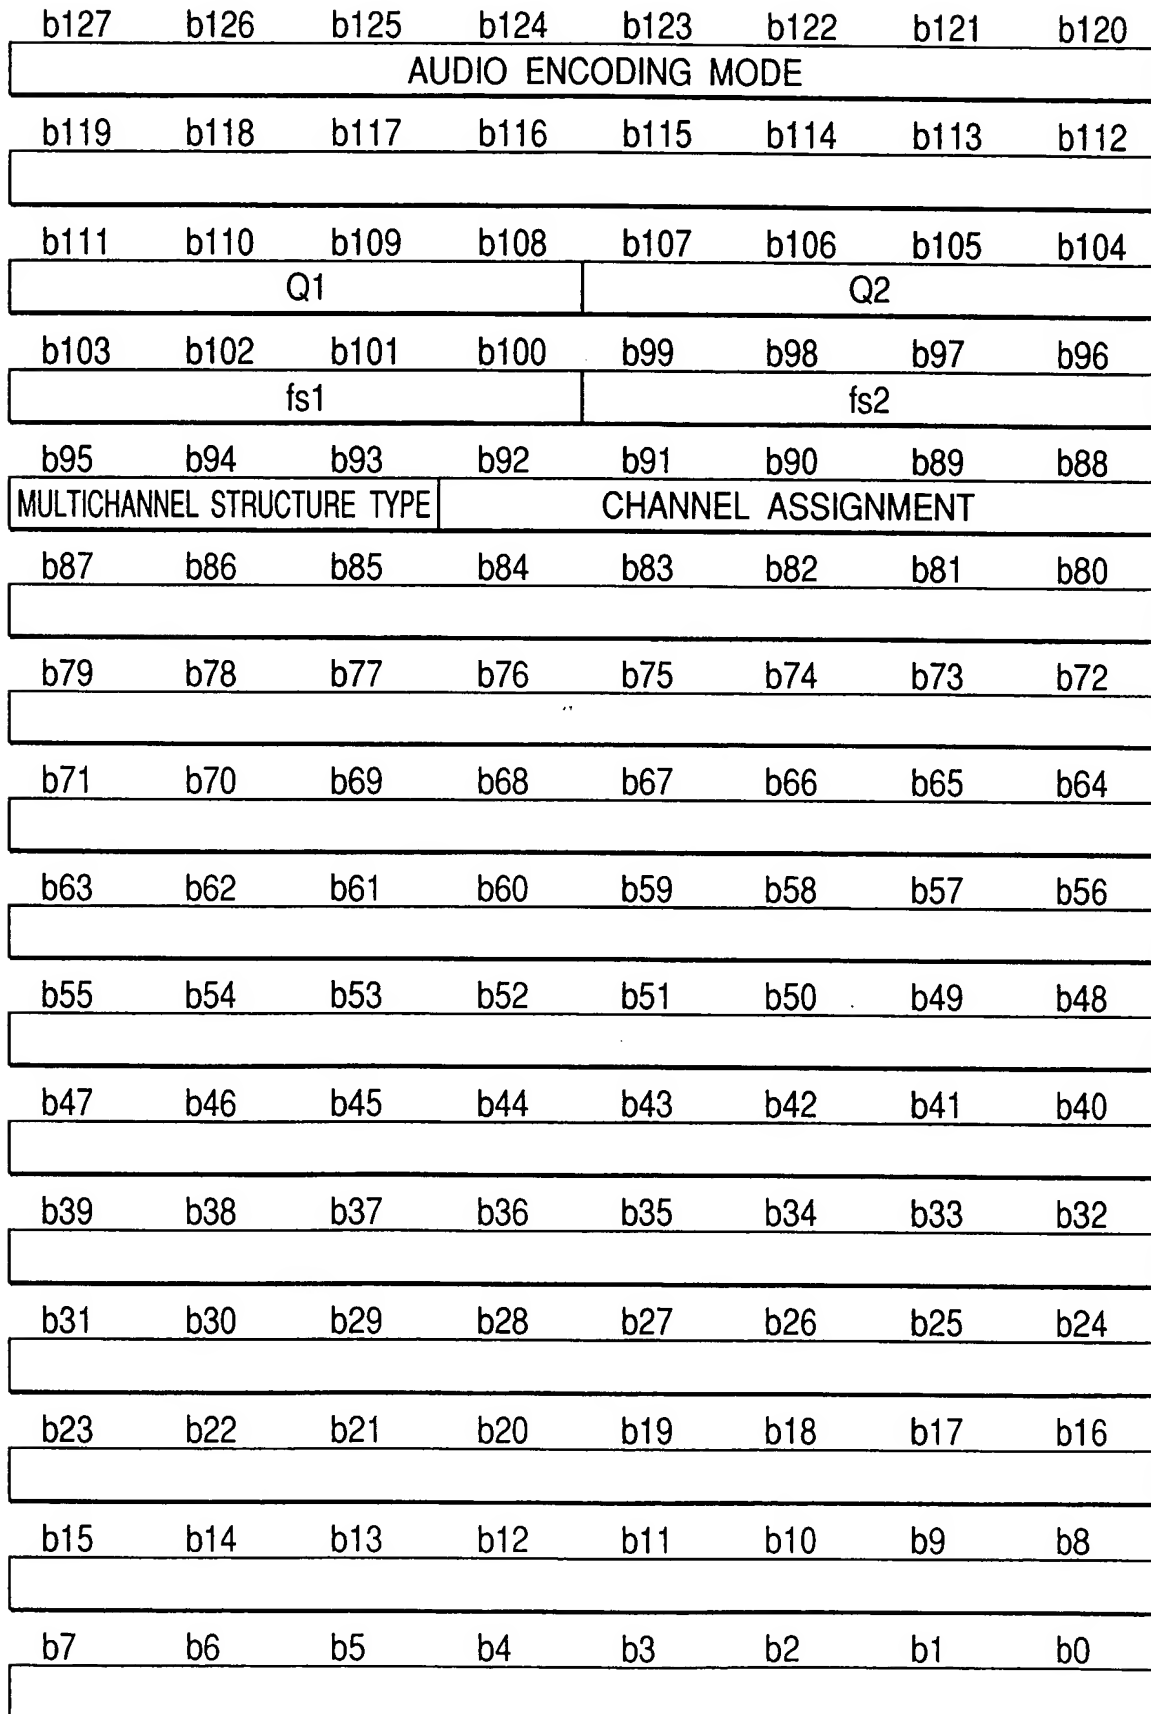 b127 b126 b125 b124 b123 b122 b121 b120
AUDIO ENCODING MODE
b119 b118 b117 b116 b115 b114 b113 b112
b111 b110 b109 b108 b107 b106 b105 b104
Q1 Q2
b103 b102 b101 b100 b99 b98 b97 b96
fs1 fs2
b95 b94 b93 b92 b91 b90 b89 b88
MULTICHANNEL STRUCTURE TYPE CHANNEL ASSIGNMENT
b87 b86 b85 b84 b83 b82 b81 b80
b79 b78 b77 b76 b75 b74 b73 b72
b71 b70 b69 b68 b67 b66 b65 b64
b63 b62 b61 b60 b59 b58 b57 b56
b55 b54 b53 b52 b51 b50 b49 b48
b47 b46 b45 b44 b43 b42 b41 b40
b39 b38 b37 b36 b35 b34 b33 b32
b31 b30 b29 b28 b27 b26 b25 b24
b23 b22 b21 b20 b19 b18 b17 b16
b15 b14 b13 b12 b11 b10 b9 b8
b7 b6 b5 b4 b3 b2 b1 b0